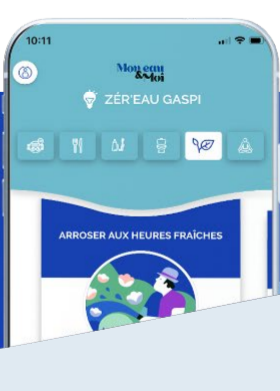 10:11
Mon eau
&Moi
ZÉR'EAU GASPI
ARROSER AUX HEURES FRAÎCHES